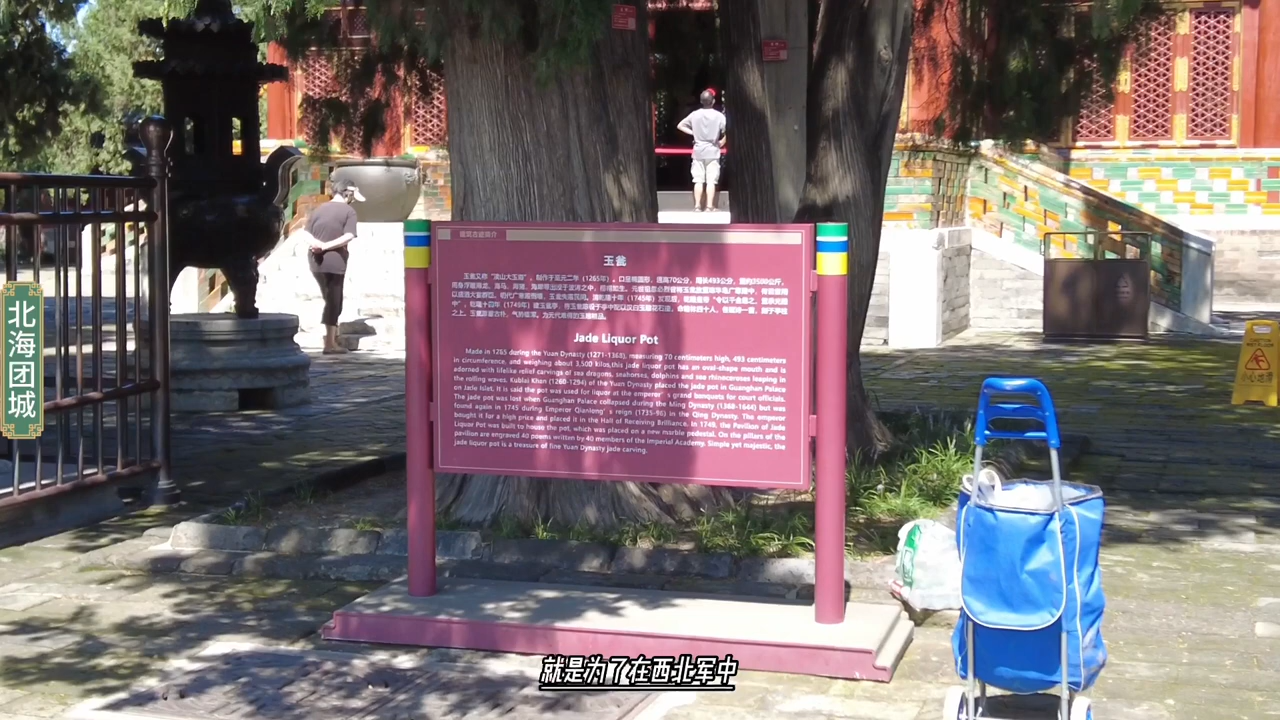 建筑古迹简介
玉瓮
Jade Liquor Pot
Made in 1265 during the Yuan Dynasty (1271-1368), measuring 70 centimeters high, 493 centimeters
in circumference, and weighing about 3,500 kilos,this jade liquor pot has an oval-shape mouth and is
adorned with lifelike relief carvings of sea dragons, seahorses, dolphins and sea rhinoceroses leaping in
the rolling waves. Kublai Khan (1260-1294) of the Yuan Dynasty placed the jade pot in Guanghan Palace
on Jade Islet. It is said the pot was used for liquor at the emperor's grand banquets for court officials.
The jade pot was lost when Guanghan Palace collapsed during the Ming Dynasty (1368-1644) but was
found again in 1745 during Emperor Qianlong's reign (1735-96) in the Qing Dynasty. The emperor
bought it for a high price and placed it in the Hall of Receiving Brilliance. In 1749, the Pavilion of Jade
Liquor Pot was built to house the pot, which was placed on a new marble pedestal. On the pillars of the
pavilion are engraved 40 poems written by 40 members of the Imperial Academy. Simple yet majestic, the
jade liquor pot is a treasure of fine Yuan Dynasty jade carving.
北海团城
小心地滑
就是为了在西北军中